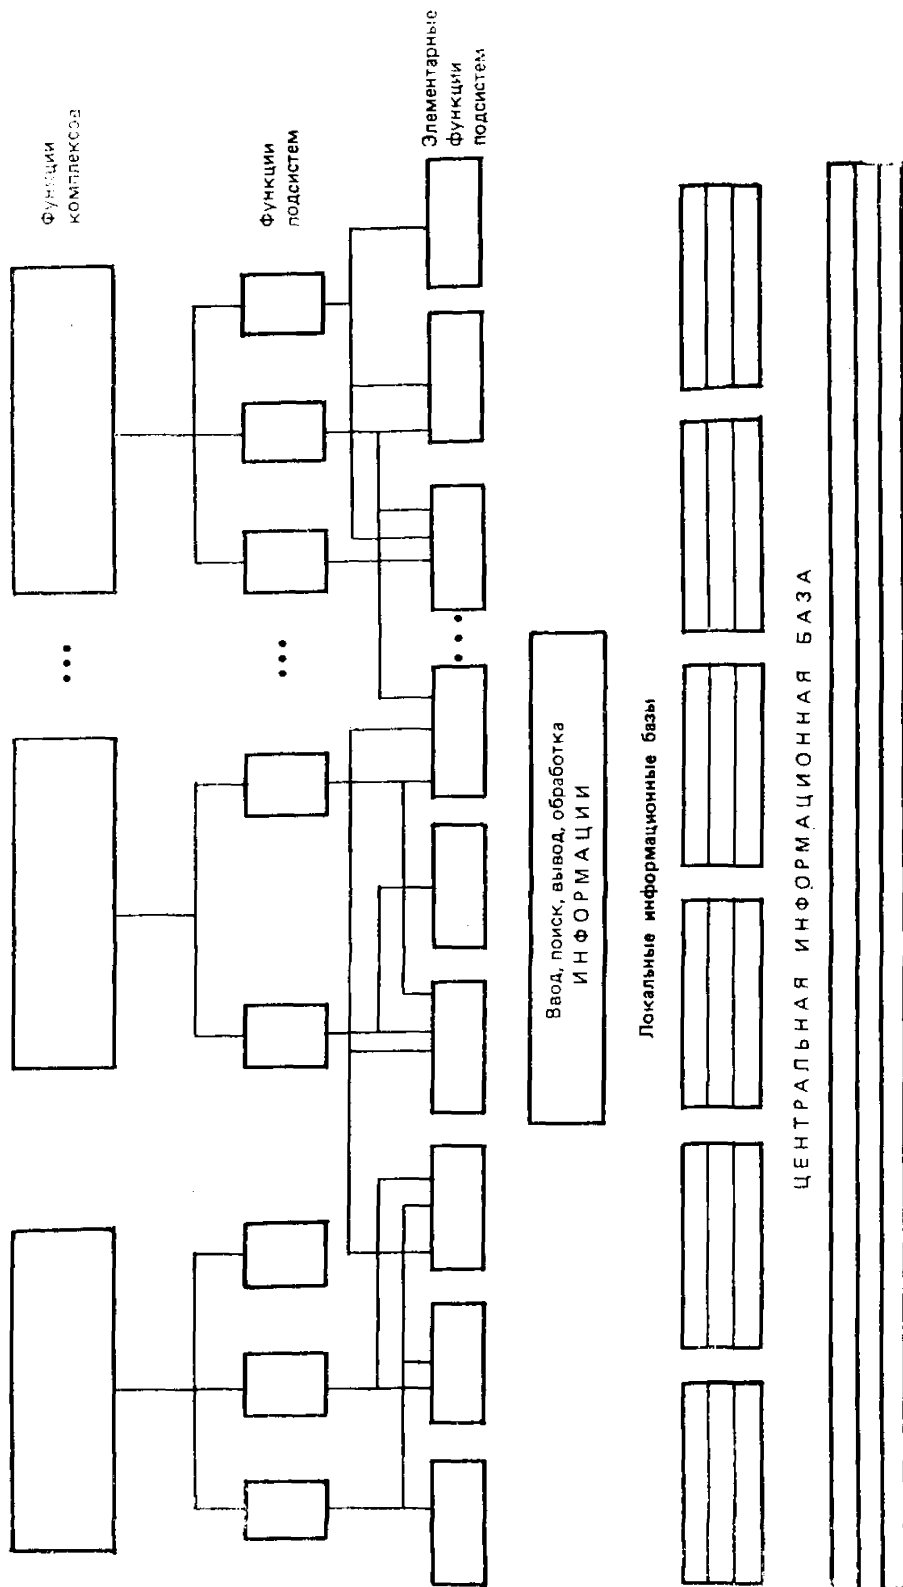 Функции
комплексов
Функции
подсистем
Элементарные
функции
подсистем
Ввод, поиск, вывод, обработка
ИНФОРМАЦИИ
Локальные информационные базы
ЦЕНТРАЛЬНАЯ ИНФОРМАЦИОННАЯ БАЗА